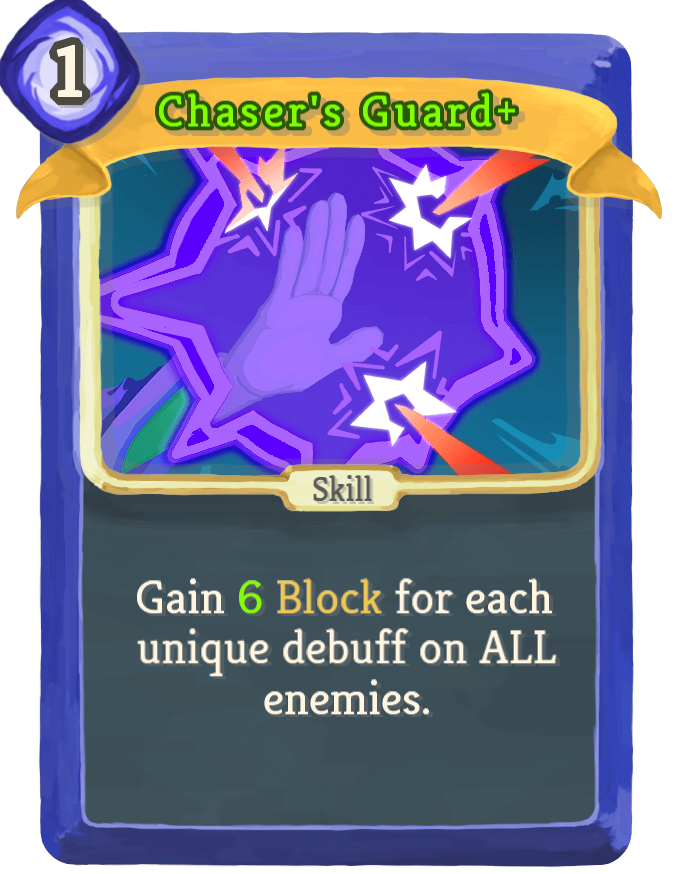 1
Chaser's Guard+
Skill
Gain 6 Block for each
unique debuff on ALL
enemies.